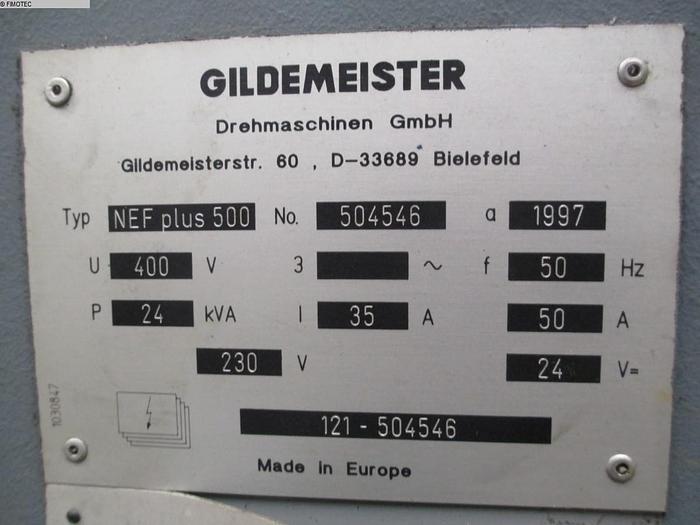 © FIMOTEC
GILDEMEISTER
Drehmaschinen GmbH
Gildemeisterstr. 60 , D-33689 Bielefeld
Typ NEF plus 500 No. 504546 a 1997
U 400 V 3 ~ f 50 Hz
P 24 kVA I 35 A 50 A
230 V 24 V=
121 - 504546
Made in Europe
1030847